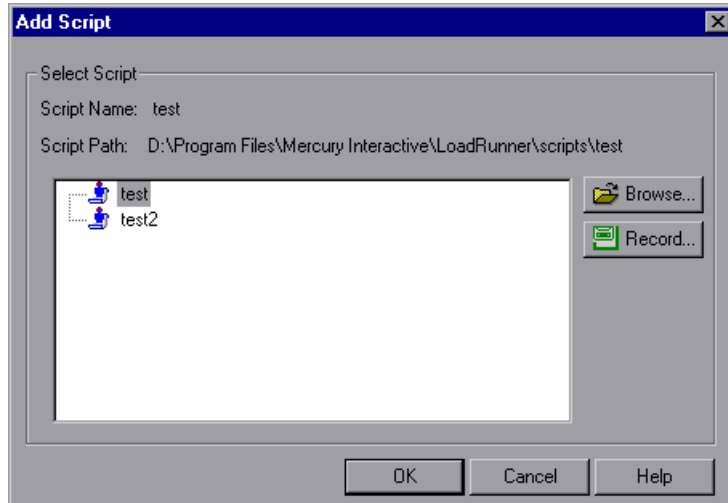 Add Script
Select Script
Script Name: test
Script Path: D:\Program Files\Mercury Interactive\LoadRunner\scripts\test
test
test2
Browse...
Record...
OK Cancel Help